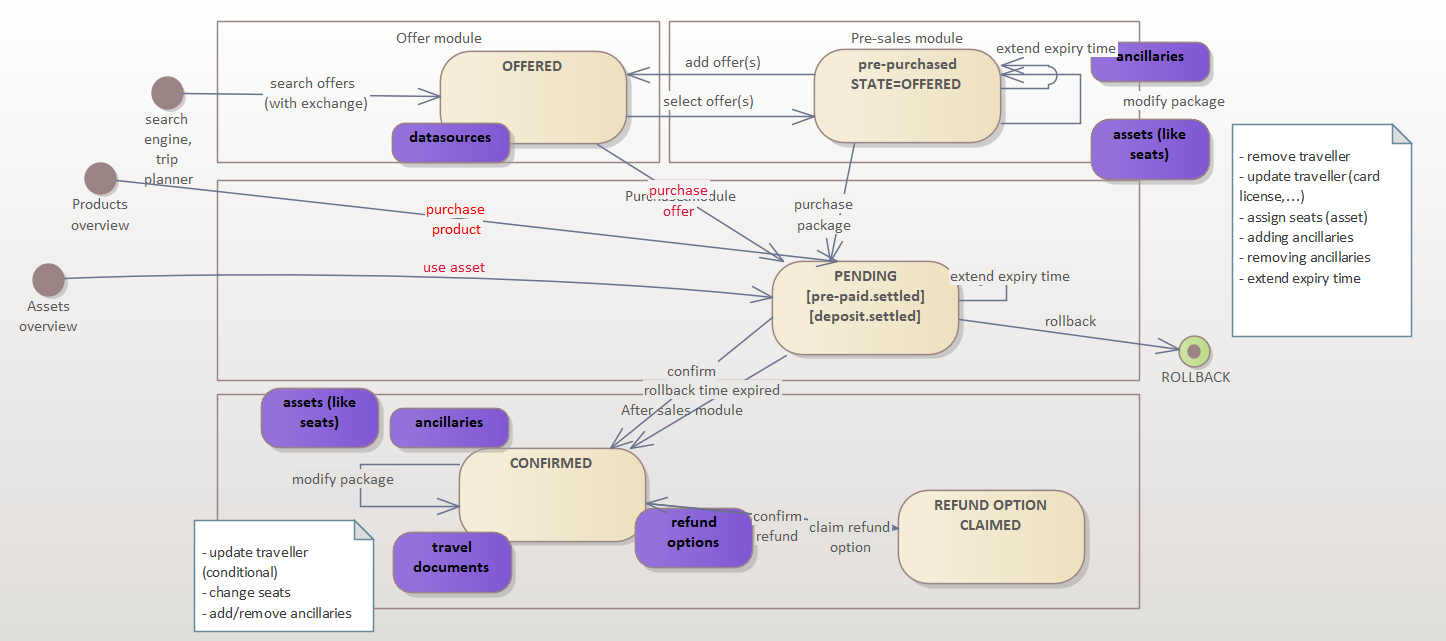 Offer module
Pre-sales module
OFFERED
pre-purchased
STATE=OFFERED
extend expiry time
ancillaries
add offer(s)
search offers
(with exchange)
select offer(s)
modify package
datasources
assets (like
seats)
search
engine,
trip
planner
- remove traveller
- update traveller (card
license,...)
- assign seats (asset)
- adding ancillaries
- removing ancillaries
- extend expiry time
Products
overview
purchase
product
purchase
offer
Purchase module
purchase
package
use asset
Assets
overview
PENDING
[pre-paid.settled]
[deposit.settled]
extend expiry time
rollback
ROLLBACK
confirm
rollback time expired
After sales module
assets (like
seats)
ancillaries
CONFIRMED
modify package
travel
documents
refund
options
confirm
refund
claim refund
option
REFUND OPTION
CLAIMED
- update traveller
(conditional)
- change seats
- add/remove ancillaries